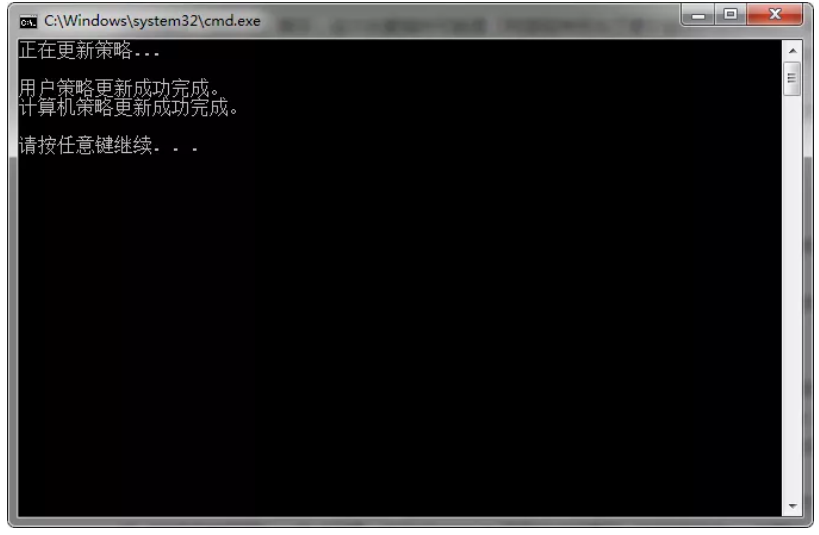 C:\Windows\system32\cmd.exe
正在更新策略...
用户策略更新成功完成。
计算机策略更新成功完成。
请按任意键继续. . .